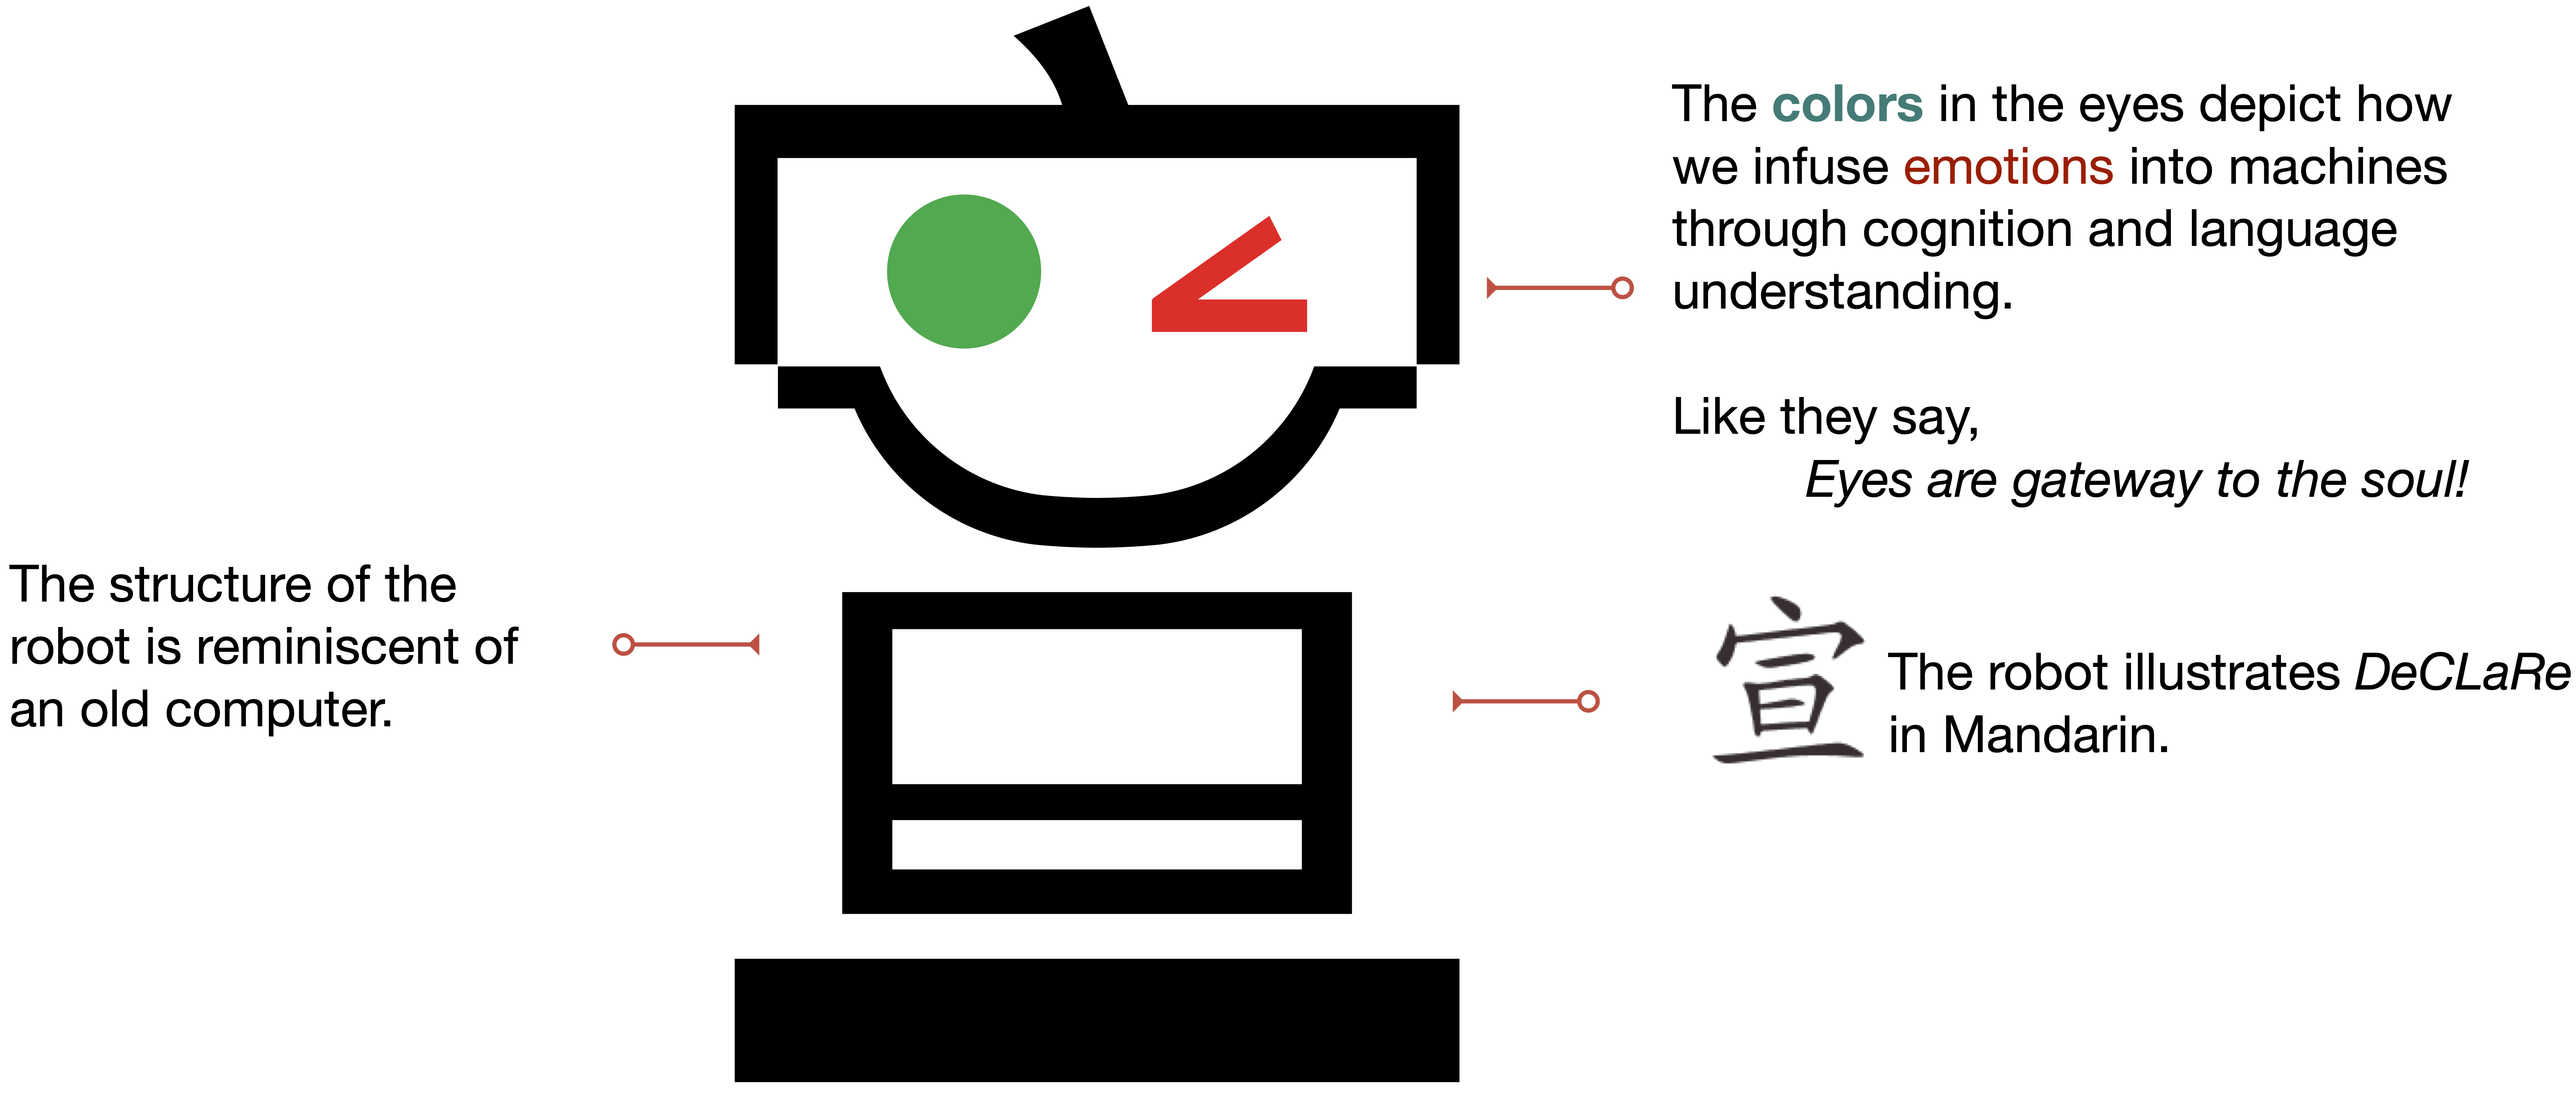 The colors in the eyes depict how
we infuse emotions into machines
through cognition and language
understanding.
Like they say,
Eyes are gateway to the soul!
The structure of the
robot is reminiscent of
an old computer.
宣
The robot illustrates DeCLaRe
in Mandarin.